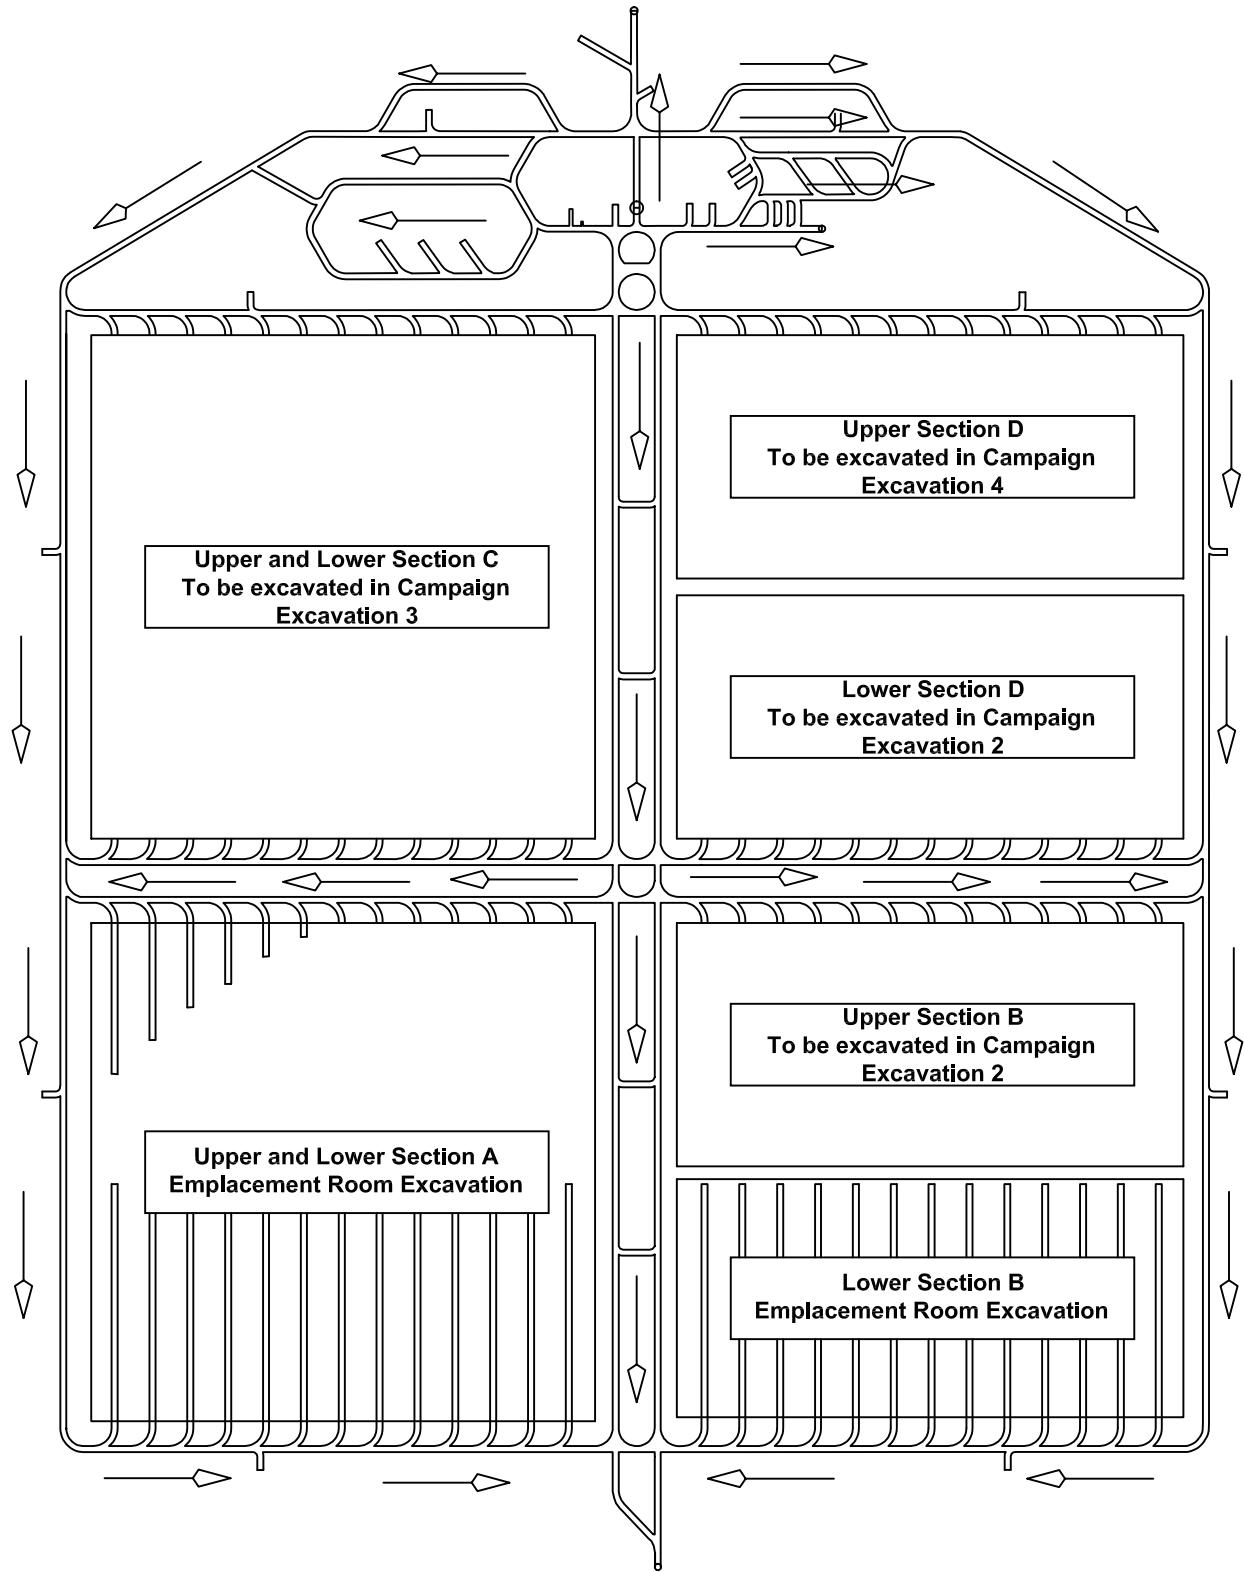 Upper Section D
To be excavated in Campaign
Excavation 4
Upper and Lower Section C
To be excavated in Campaign
Excavation 3
Lower Section D
To be excavated in Campaign
Excavation 2
Upper Section B
To be excavated in Campaign
Excavation 2
Upper and Lower Section A
Emplacement Room Excavation
Lower Section B
Emplacement Room Excavation